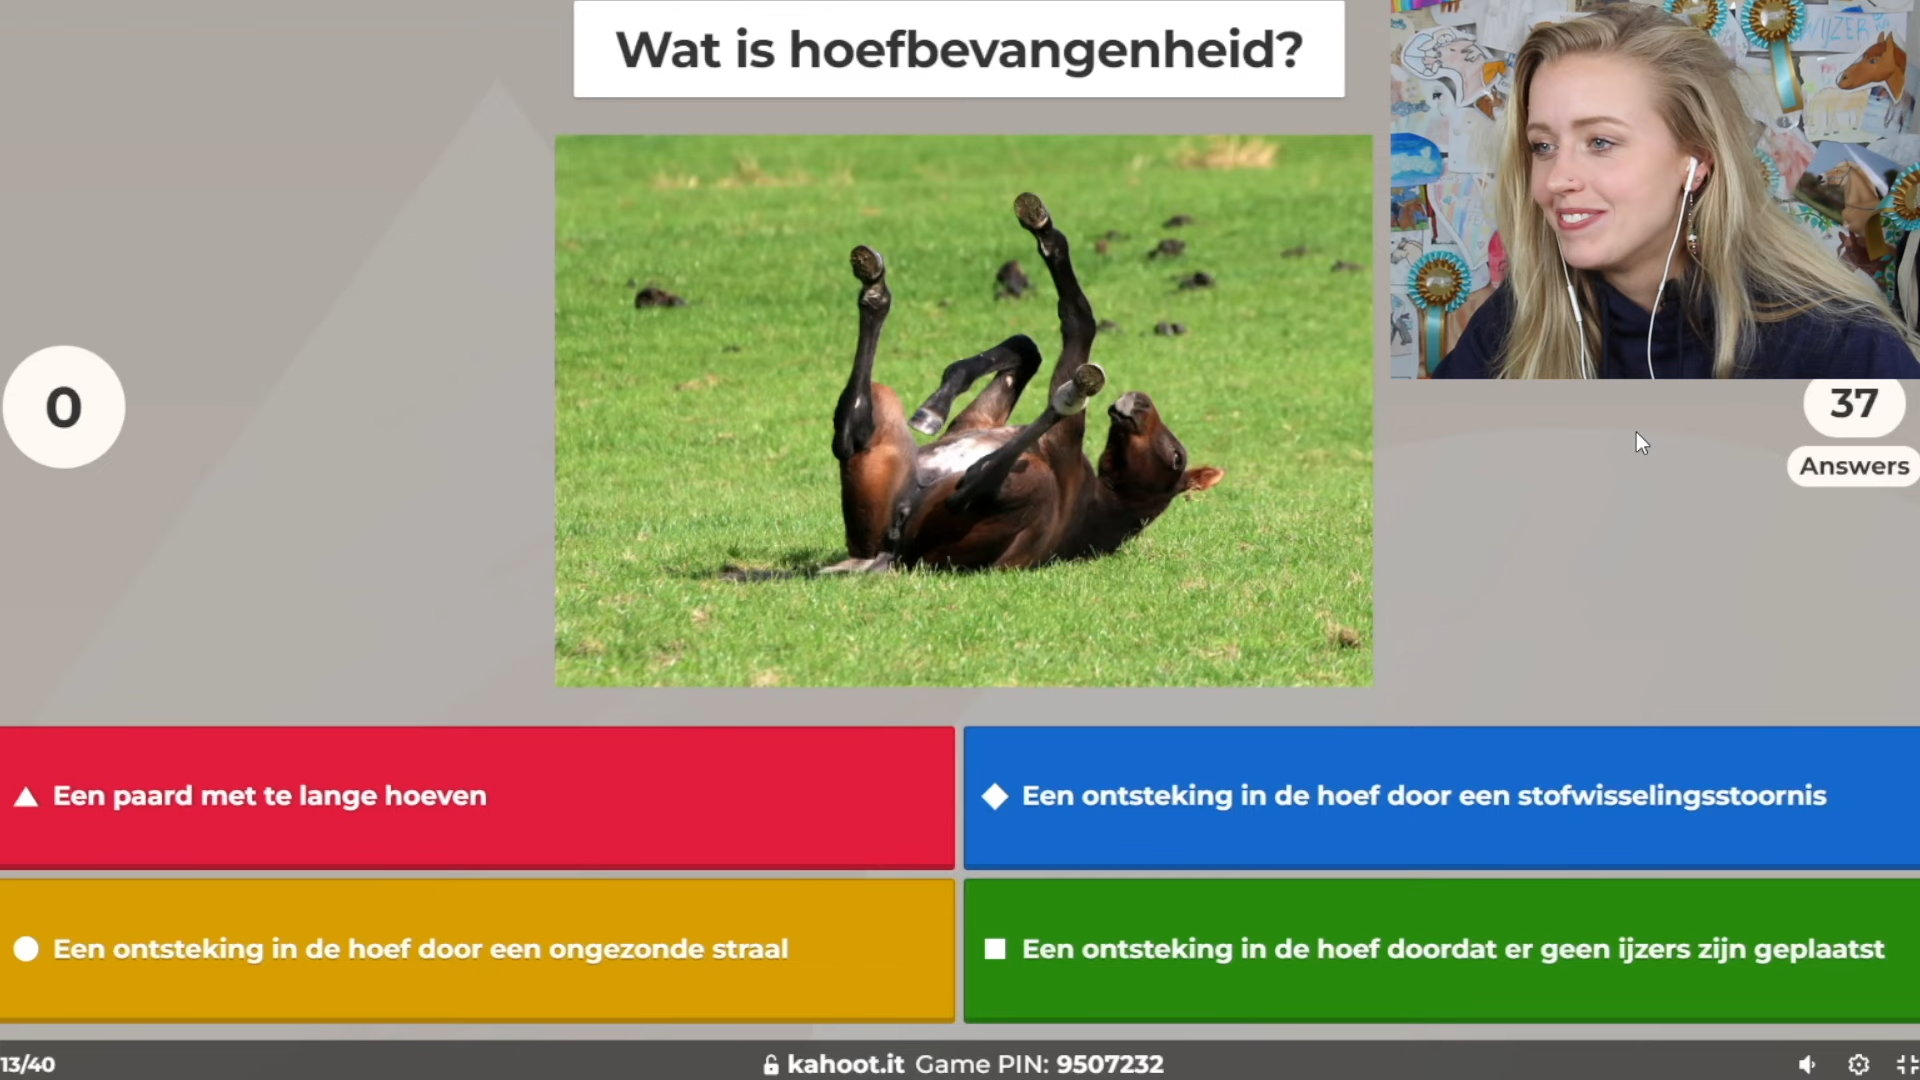 Wat is hoefbevangenheid?
WIJZER
0
37
Answers
Een paard met te lange hoeven
Een ontsteking in de hoef door een stofwisselingsstoornis
Een ontsteking in de hoef door een ongezonde straal
Een ontsteking in de hoef doordat er geen ijzers zijn geplaatst
13/40
kahoot.it Game PIN: 9507232